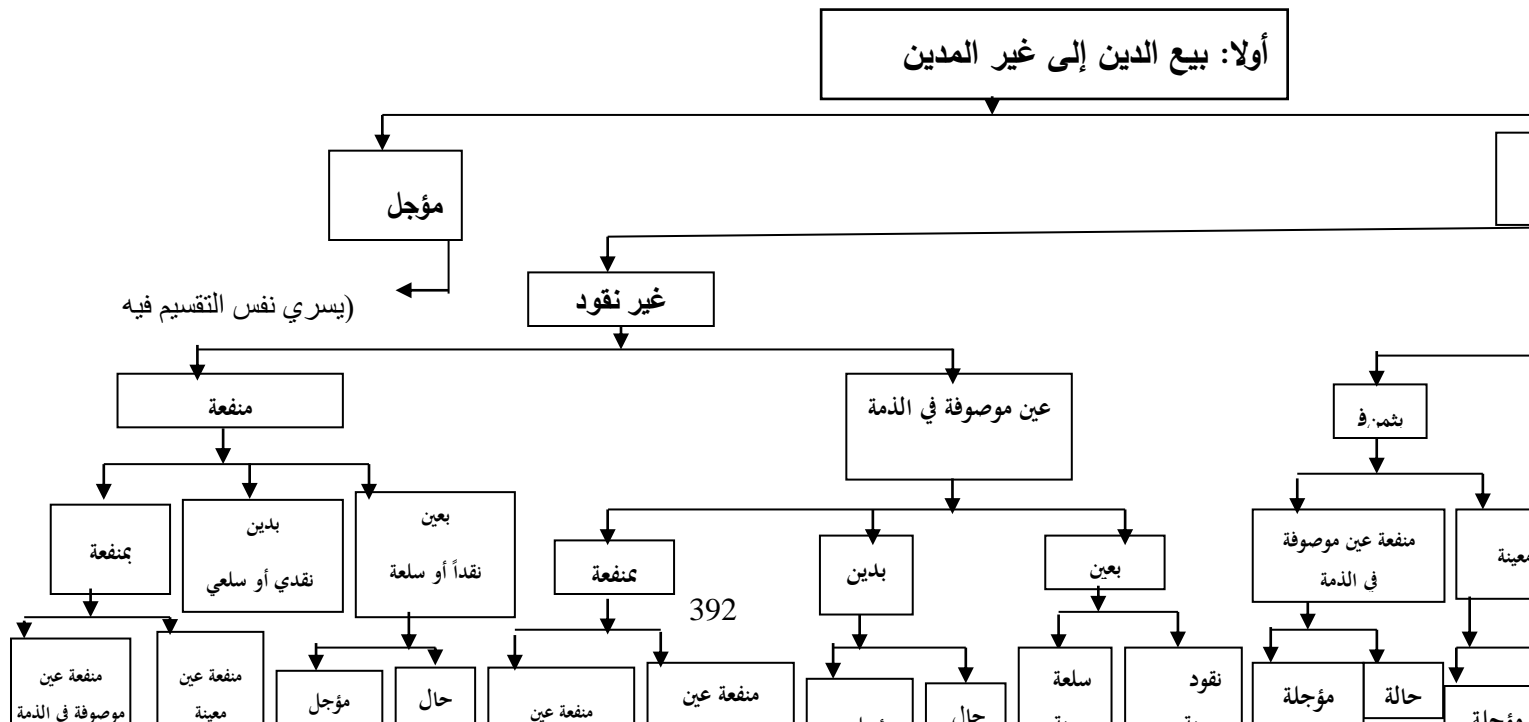 أولا: بيع الدين إلى غير المدين
مؤجل
غير نقود
(يسري نفس التقسيم فيه
منفعة
عين موصوفة في الذمة
بعين
نقداً أو سلعة
بدين
نقدي أو سلعي
بمنفعة
منفعة عين موصوفة
في الذمة
معينة
بعين
بدين
بمنفعة
392
حالة
مؤجلة
نقود
سلعة
حال
منفعة عين
منفعة عين
حال
مؤجل
منفعة عين
معينة
منفعة عين
موصوفة في الذمة